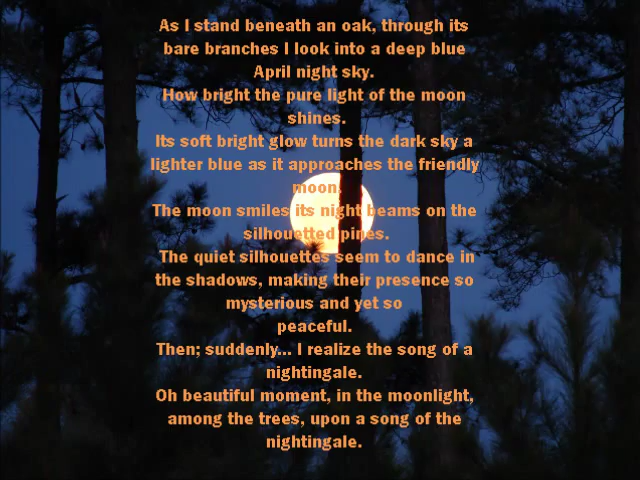 As I stand beneath an oak, through its
bare branches I look into a deep blue
April night sky.
How bright the pure light of the moon
shines.
Its soft bright glow turns the dark sky a
lighter blue as it approaches the friendly
moon.
The moon smiles its night beams on the
silhouetted pines.
The quiet silhouettes seem to dance in
the shadows, making their presence so
mysterious and yet so
peaceful.
Then; suddenly... I realize the song of a
nightingale.
Oh beautiful moment, in the moonlight,
among the trees, upon a song of the
nightingale.